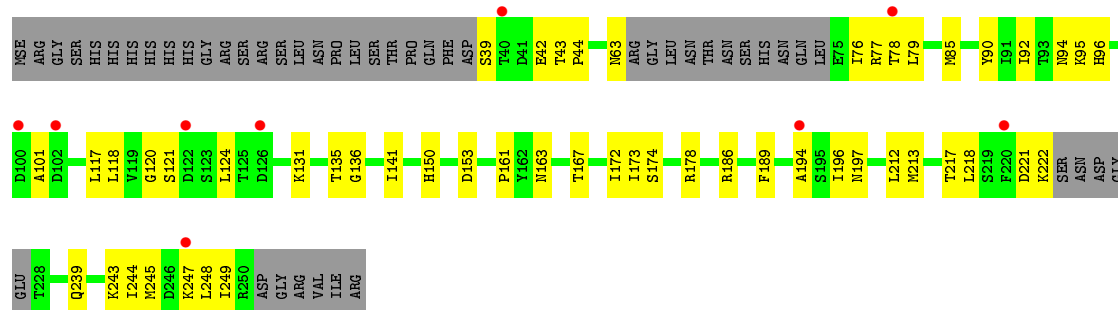 MSE ARG GLY SER HIS HIS HIS HIS HIS HIS GLY ARG SER ARG SER LEU ASN PRO LEU SER THR PRO GLN PHE ASP S39 T40 D41 E42 T43 P44 N63 ARG GLY LEU ASN THR ASN SER HIS ASN GLN LEU E75 I76 R77 T78 L79 M85 Y90 I91 I92 T93 N94 K95 H96
D100 A101 D102 L117 L118 V119 G120 S121 D122 S123 L124 T125 D126 K131 T135 G136 I141 H150 D153 P161 Y162 N163 T167 I172 I173 S174 R178 R186 F189 A194 S195 I196 N197 L212 M213 T217 L218 S219 F220 D221 K222 SER ASN ASP GLY
GLU T228 Q239 K243 I244 M245 D246 K247 L248 I249 R250 ASP GLY ARG VAL ILE ARG